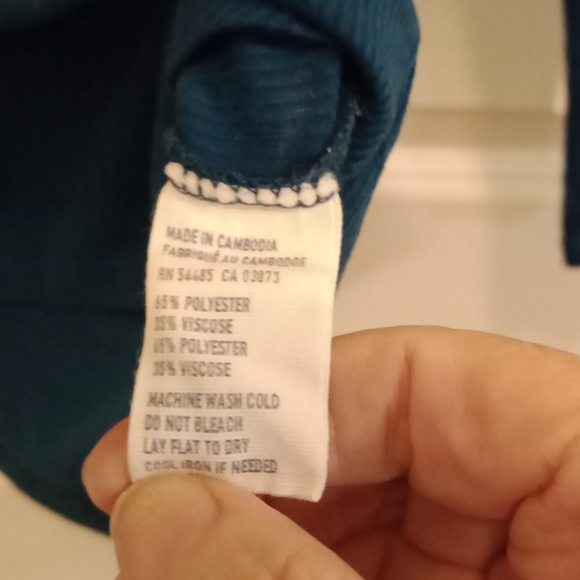 MADE IN CAMBODIA
FABRIQUÉ AU CAMBODGE
RN 54485 CA 03873
65% POLYESTER
35% VISCOSE
65% POLYESTER
35% VISCOSE
MACHINE WASH COLD
DO NOT BLEACH
LAY FLAT TO DRY
COOL IRON IF NEEDED